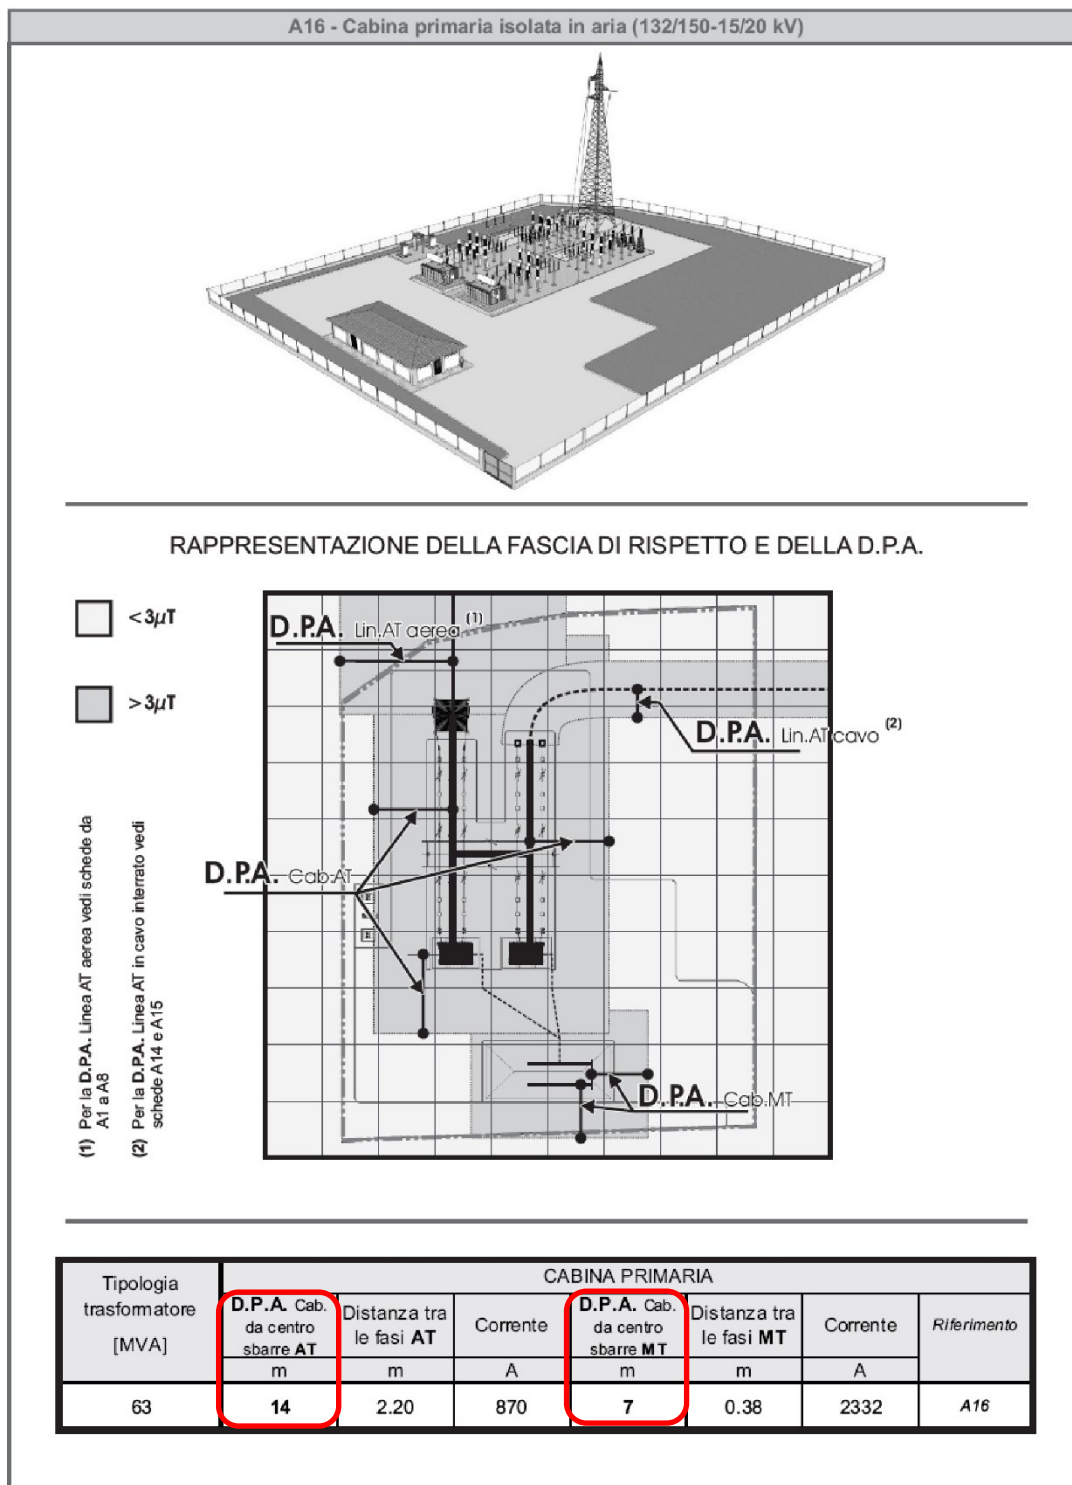 A16 - Cabina primaria isolata in aria (132/150-15/20 kV)
RAPPRESENTAZIONE DELLA FASCIA DI RISPETTO E DELLA D.P.A.
<3µT
>3µT
D.P.A. Lin.AT aerea (1)
D.P.A. Lin.AT cavo (2)
D.P.A. Cab.AT
D.P.A. Cab.MT
(1) Per la D.P.A. Linea AT aerea vedi schede da
A1 a A8
(2) Per la D.P.A. Linea AT in cavo interrato vedi
schede A14 e A15
Tipologia
trasformatore
[MVA]
CABINA PRIMARIA
D.P.A. Cab.
da centro
sbarre AT
Distanza tra
le fasi AT
Corrente
D.P.A. Cab.
da centro
sbarre MT
Distanza tra
le fasi MT
Corrente
Riferimento
m m A m m A
63 14 2.20 870 7 0.38 2332 A16